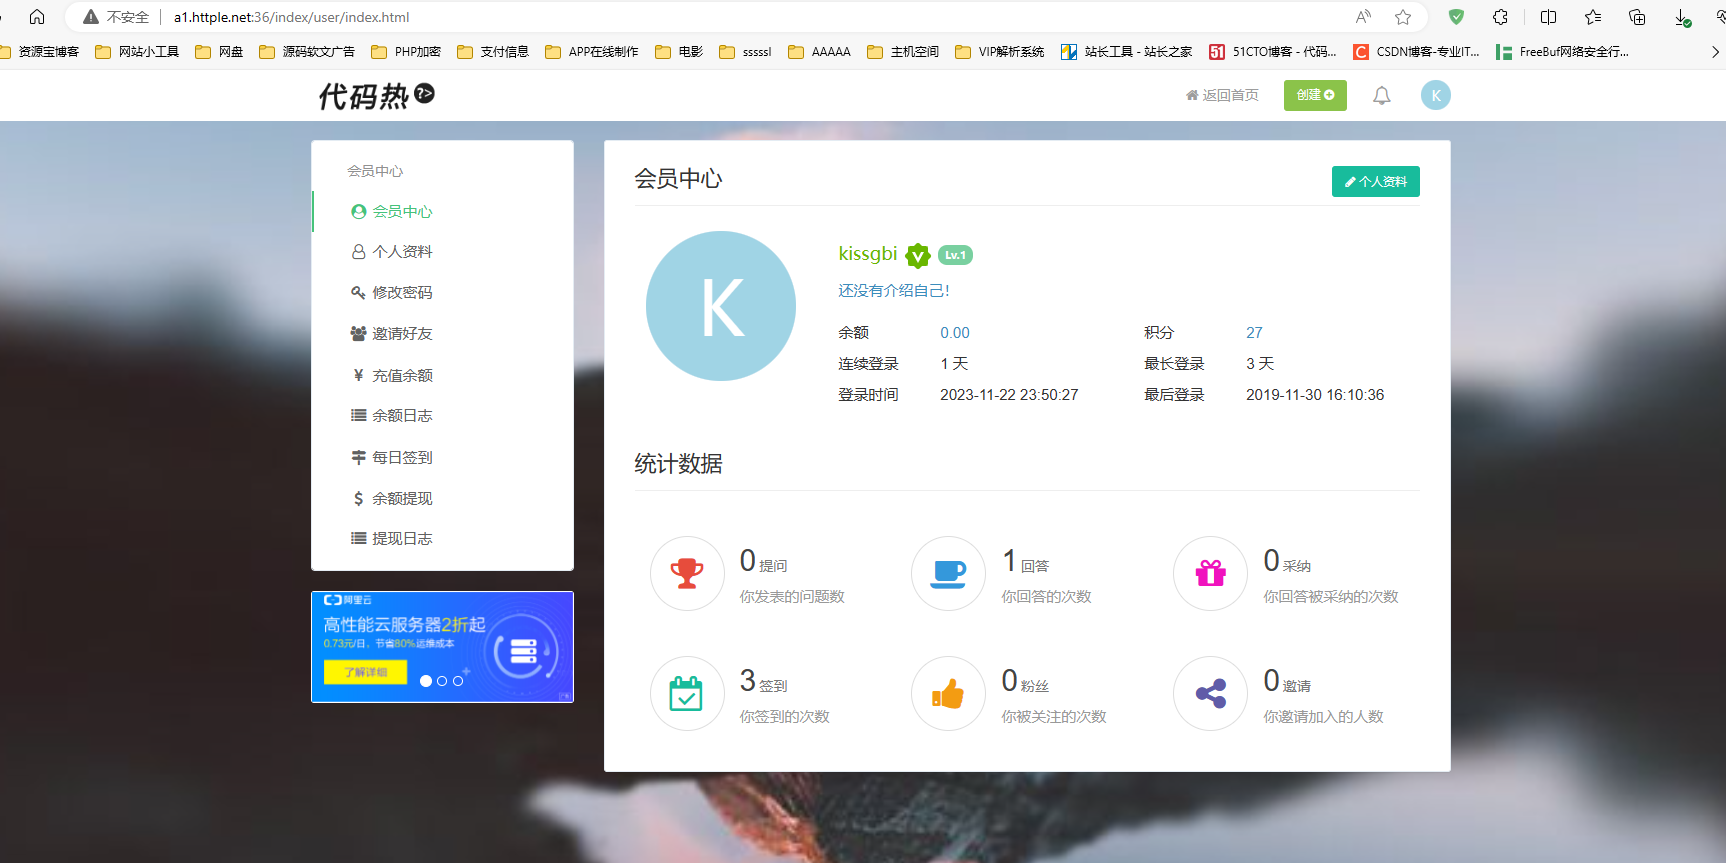 不安全 a1.httple.net:36/index/user/index.html
资源宝博客 网站小工具 网盘 源码软文广告 PHP加密 支付信息 APP在线制作 电影 sssssl AAAAA 主机空间 VIP解析系统 站长工具 - 站长之家 51CTO博客 - 代码... CSDN博客-专业IT... FreeBuf网络安全行...
代码热 ?> 返回首页 创建 K
会员中心
会员中心
个人资料
修改密码
邀请好友
¥ 充值余额
余额日志
每日签到
$ 余额提现
提现日志
阿里云
高性能云服务器2折起
0.73元/日，节省80%运维成本
了解详细
会员中心 个人资料
K
kissgbi V Lv.1
还没有介绍自己！
余额 0.00 积分 27
连续登录 1 天 最长登录 3 天
登录时间 2023-11-22 23:50:27 最后登录 2019-11-30 16:10:36
统计数据
0 提问
你发表的问题数
1 回答
你回答的次数
0 采纳
你回答被采纳的次数
3 签到
你签到的次数
0 粉丝
你被关注的次数
0 邀请
你邀请加入的人数